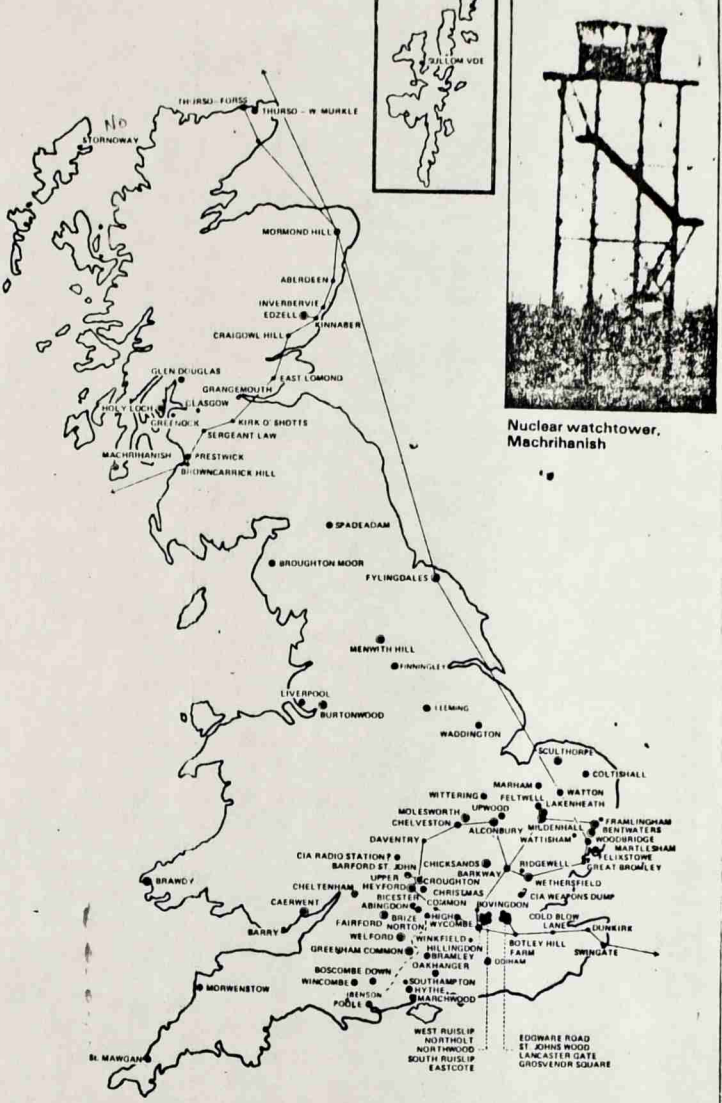 SULLOM VOE
THURSO-FORSS
THURSO - W. MURKLE
NO
STORNOWAY
MORMOND HILL
ABERDEEN
INVERBERVIE
EDZELL
KINNABER
CRAIGOWL HILL
GLEN DOUGLAS
EAST LOMOND
GRANGEMOUTH
HOLY LOCH
GLASGOW
GREENOCK
KIRK O' SHOTTS
SERGEANT LAW
MACHRIHANISH
PRESTWICK
BROWNCARRICK HILL
Nuclear watchtower,
Machrihanish
SPADEADAM
BROUGHTON MOOR
FYLINGDALES
MENWITH HILL
FINNINGLEY
LIVERPOOL
BURTONWOOD
LEEMING
WADDINGTON
SCULTHORPE
COLTISHALL
MARHAM
WATTON
WITTERING
FELTWELL
LAKENHEATH
MOLESWORTH
UPWOOD
CHELVESTON
ALCONBURY
MILDENHALL
FRAMLINGHAM
BENTWATERS
WATTISHAM
WOODBRIDGE
MARTLESHAM
DAVENTRY
FELIXSTOWE
CIA RADIO STATION?
CHICKSANDS
RIDGEWELL
GREAT BROMLEY
BARFORD ST. JOHN
BARKWAY
UPPER
HEYFORD
CROUGHTON
WETHERSFIELD
BRAWDY
CHELTENHAM
CHRISTMAS
COMMON
CIA WEAPONS DUMP
BICESTER
CAERWENT
ABINGDON
BOVINGDON
FAIRFORD
BRIZE
NORTON
HIGH
WYCOMBE
COLD BLOW
LANE
DUNKIRK
BARRY
WELFORD
WINKFIELD
BOTLEY HILL
FARM
SWINGATE
HILLINGDON
GREENHAM COMMON
BRAMLEY
ODIHAM
OAKHANGER
BOSCOMBE DOWN
MORWENSTOW
WINCOMBE
SOUTHAMPTON
BENSON
HYTHE
POOLE
MARCHWOOD
WEST RUISLIP
NORTHOLT
NORTHWOOD
SOUTH RUISLIP
EASTCOTE
EDGWARE ROAD
ST. JOHNS WOOD
LANCASTER GATE
GROSVENOR SQUARE
St. MAWGAN